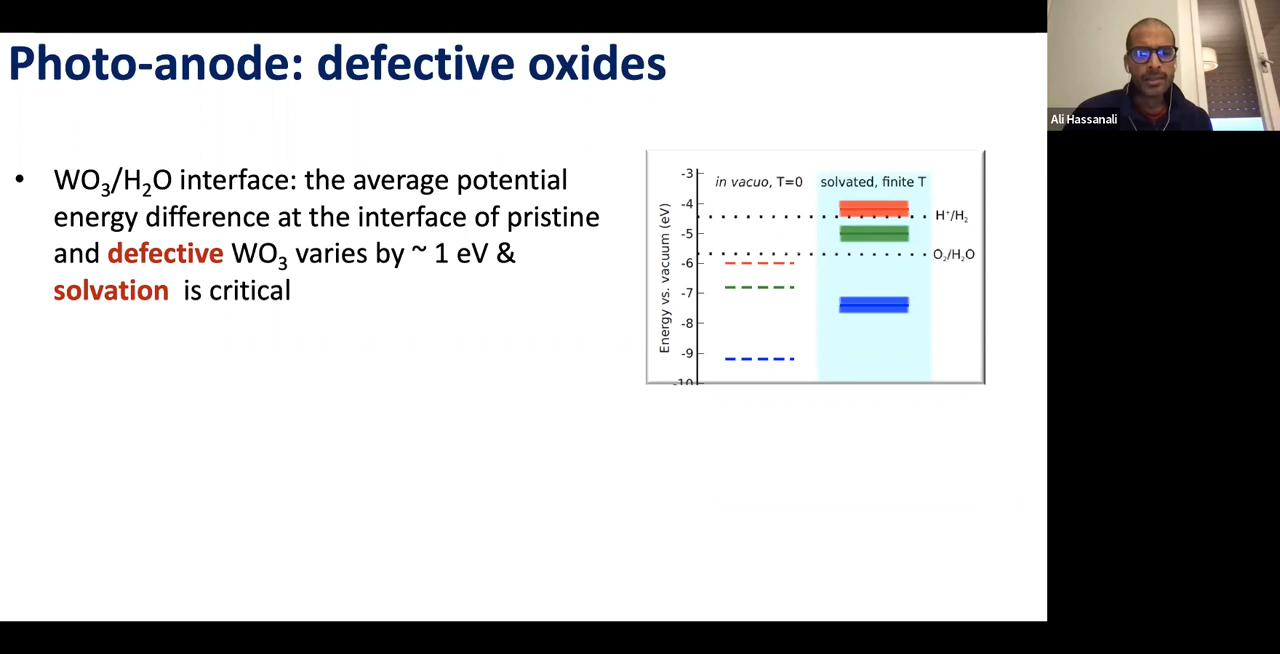 Photo-anode: defective oxides
Ali Hassanali
• WO₃/H₂O interface: the average potential
energy difference at the interface of pristine
and defective WO₃ varies by ~ 1 eV &
solvation is critical
in vacuo, T=0
solvated, finite T
Energy vs. vacuum (eV)
-3
-4
-5
-6
-7
-8
-9
-10
H⁺/H₂
O₂/H₂O